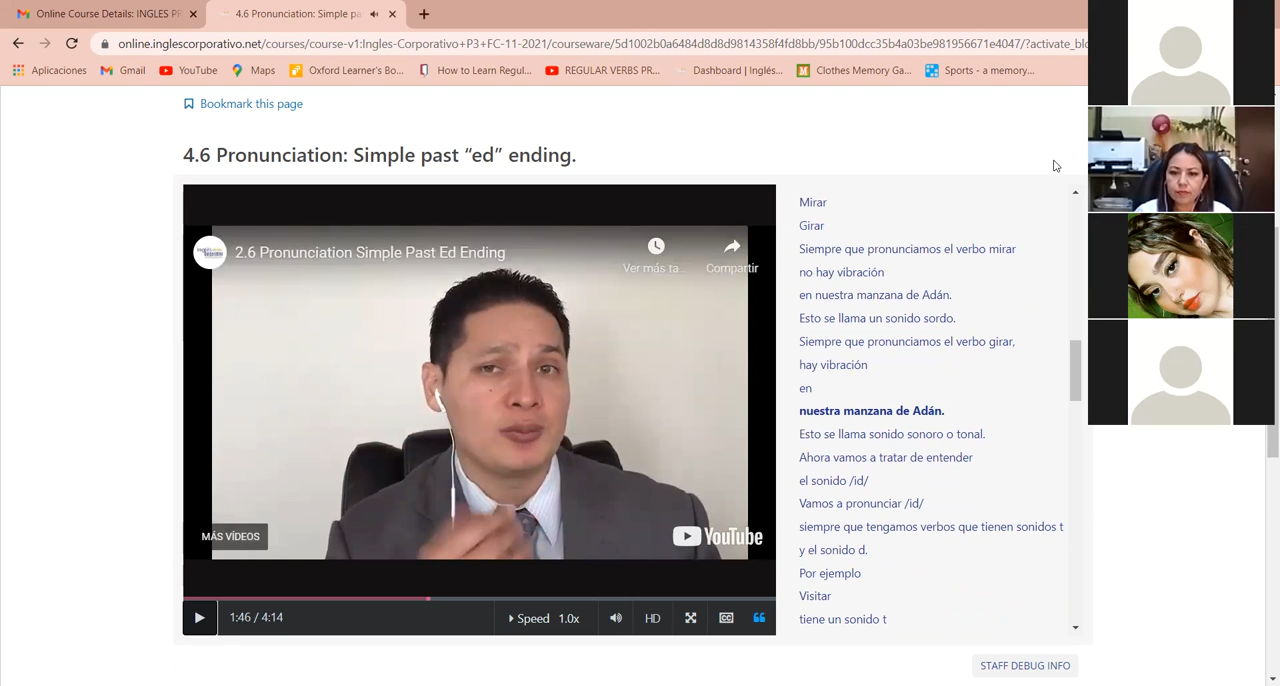 Online Course Details: INGLES PR
4.6 Pronunciation: Simple pa
online.inglescorporativo.net/courses/course-v1:Ingles-Corporativo+P3+FC-11-2021/courseware/5d1002b0a6484d8d8d9814358f4fd8bb/95b100dcc35b4a03be981956671e4047/?activate_blo
Aplicaciones
Gmail
YouTube
Maps
Oxford Learner's Bo...
How to Learn Regul...
REGULAR VERBS PR...
Dashboard | Inglés...
Clothes Memory Ga...
Sports - a memory...
Bookmark this page
4.6 Pronunciation: Simple past “ed” ending.
2.6 Pronunciation Simple Past Ed Ending
Ver más ta...
Compartir
MÁS VÍDEOS
YouTube
1:46 / 4:14
Speed 1.0x
HD
CC
Mirar
Girar
Siempre que pronunciamos el verbo mirar
no hay vibración
en nuestra manzana de Adán.
Esto se llama un sonido sordo.
Siempre que pronunciamos el verbo girar,
hay vibración
en
nuestra manzana de Adán.
Esto se llama sonido sonoro o tonal.
Ahora vamos a tratar de entender
el sonido /id/
Vamos a pronunciar /id/
siempre que tengamos verbos que tienen sonidos t
y el sonido d.
Por ejemplo
Visitar
tiene un sonido t
STAFF DEBUG INFO